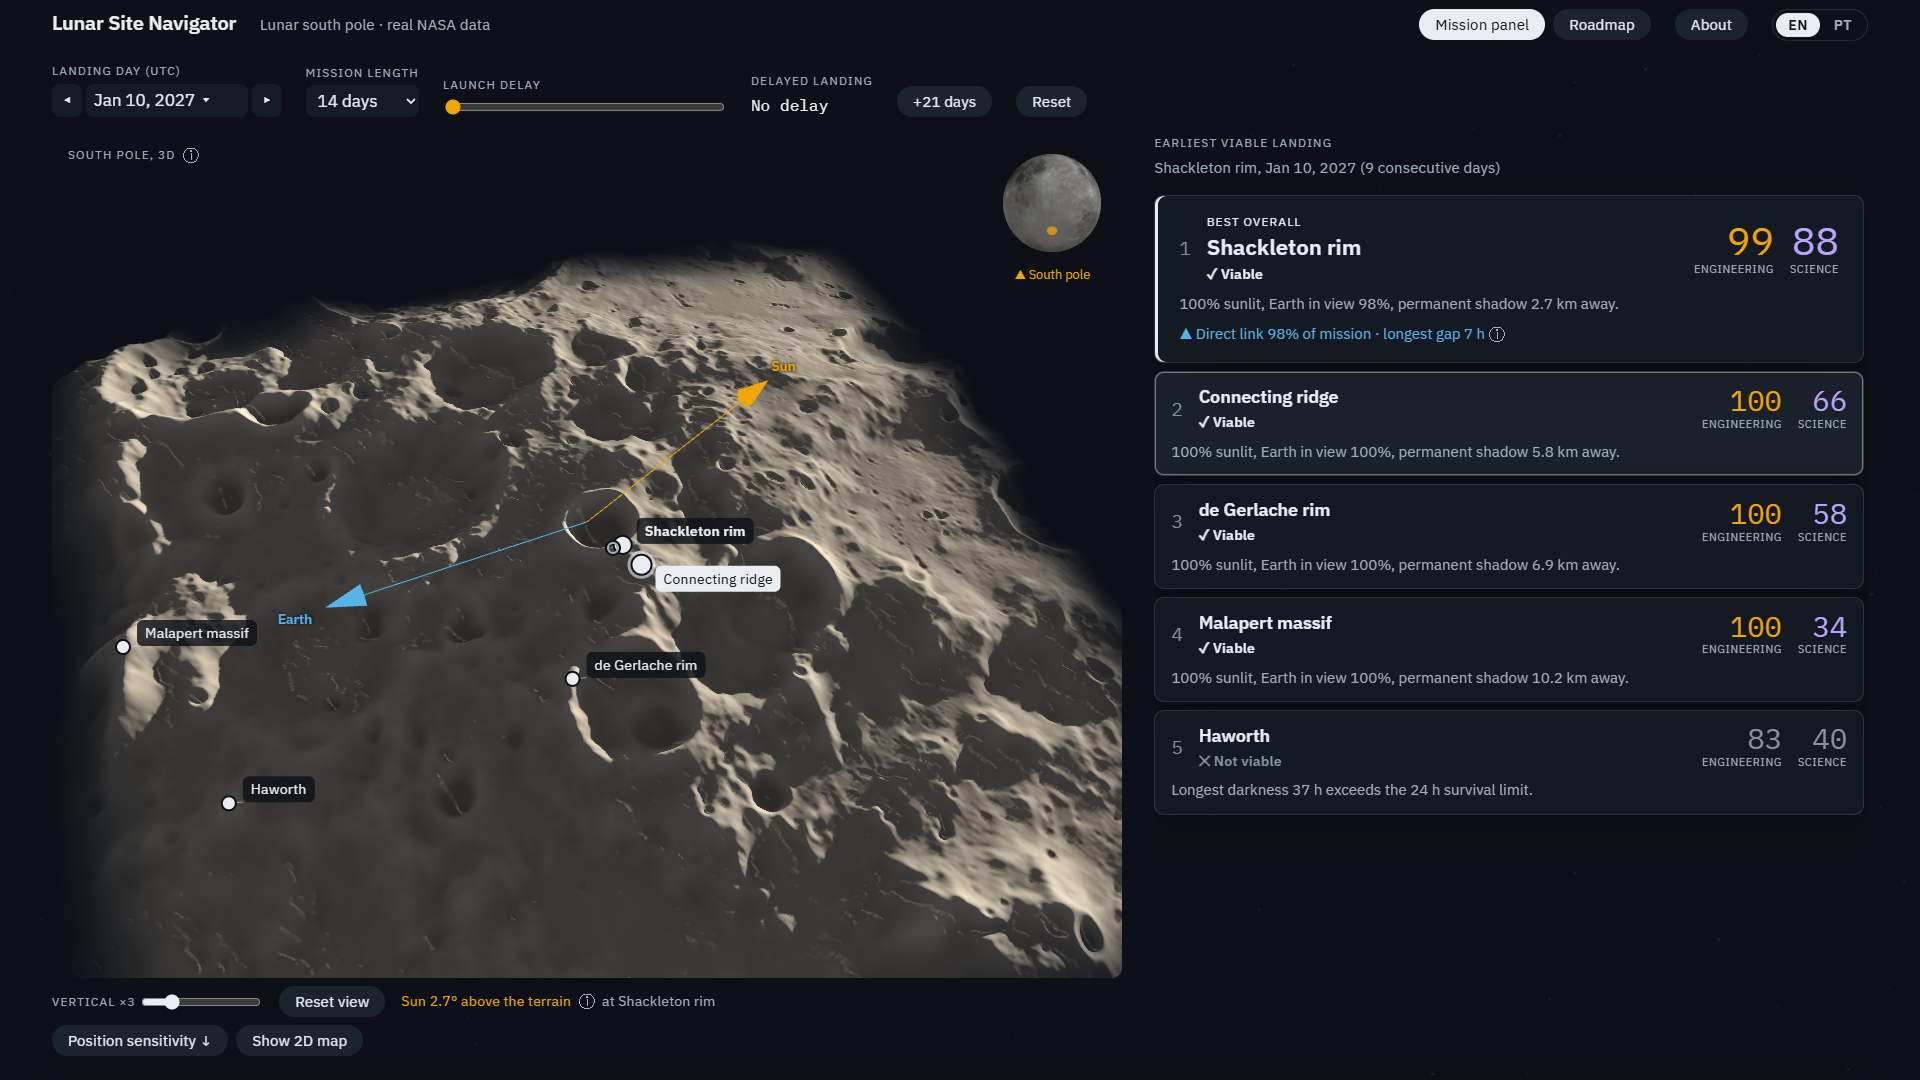 Lunar Site Navigator
Lunar south pole · real NASA data
Mission panel
Roadmap
About
EN
PT
LANDING DAY (UTC)
◂
Jan 10, 2027 ▾
▸
MISSION LENGTH
14 days
LAUNCH DELAY
DELAYED LANDING
No delay
+21 days
Reset
SOUTH POLE, 3D ⓘ
▲ South pole
Sun
Earth
Shackleton rim
Connecting ridge
Malapert massif
de Gerlache rim
Haworth
EARLIEST VIABLE LANDING
Shackleton rim, Jan 10, 2027 (9 consecutive days)
1
BEST OVERALL
Shackleton rim
✓ Viable
99
ENGINEERING
88
SCIENCE
100% sunlit, Earth in view 98%, permanent shadow 2.7 km away.
▲ Direct link 98% of mission · longest gap 7 h ⓘ
2
Connecting ridge
✓ Viable
100
ENGINEERING
66
SCIENCE
100% sunlit, Earth in view 100%, permanent shadow 5.8 km away.
3
de Gerlache rim
✓ Viable
100
ENGINEERING
58
SCIENCE
100% sunlit, Earth in view 100%, permanent shadow 6.9 km away.
4
Malapert massif
✓ Viable
100
ENGINEERING
34
SCIENCE
100% sunlit, Earth in view 100%, permanent shadow 10.2 km away.
5
Haworth
✕ Not viable
83
ENGINEERING
40
SCIENCE
Longest darkness 37 h exceeds the 24 h survival limit.
VERTICAL ×3
Reset view
Sun 2.7° above the terrain ⓘ at Shackleton rim
Position sensitivity ↓
Show 2D map